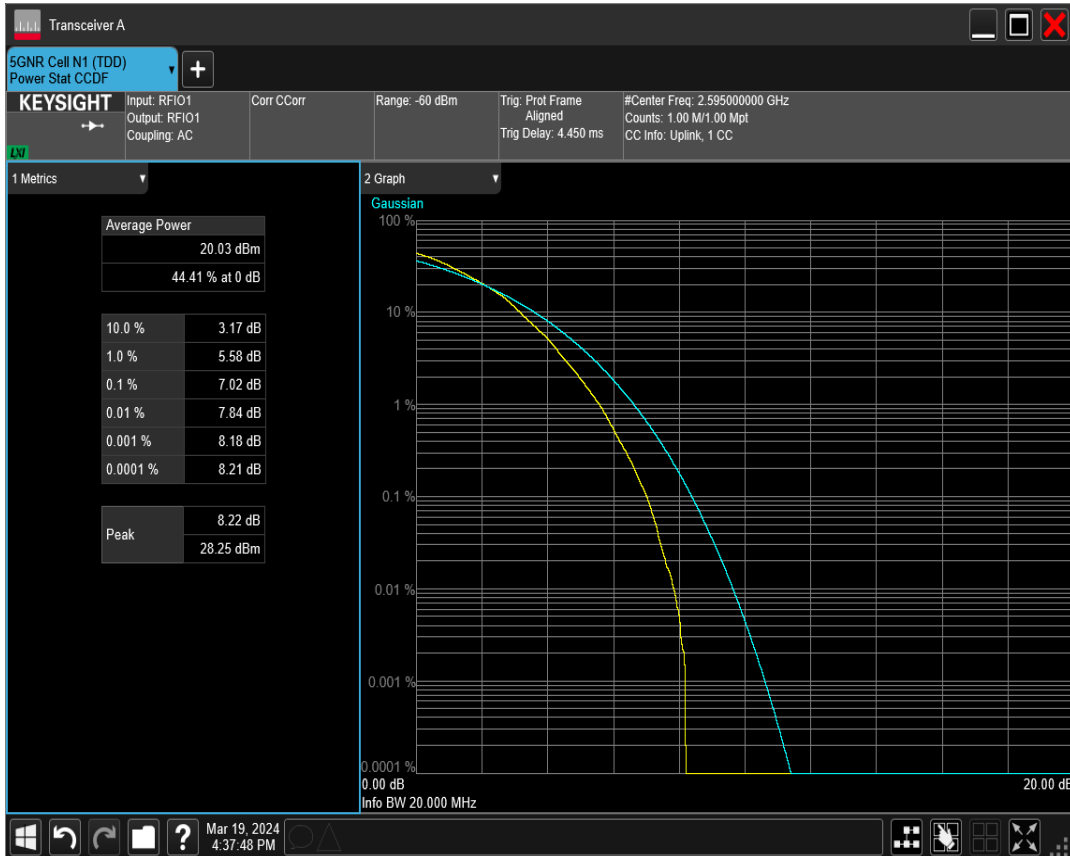 Transceiver A
5GNR Cell N1 (TDD)
Power Stat CCDF
+
KEYSIGHT
LXI
Input: RFIO1
Output: RFIO1
Coupling: AC
Corr CCorr
Range: -60 dBm
Trig: Prot Frame
Aligned
Trig Delay: 4.450 ms
#Center Freq: 2.595000000 GHz
Counts: 1.00 M/1.00 Mpt
CC Info: Uplink, 1 CC
1 Metrics
Average Power
20.03 dBm
44.41 % at 0 dB
10.0 % 3.17 dB
1.0 % 5.58 dB
0.1 % 7.02 dB
0.01 % 7.84 dB
0.001 % 8.18 dB
0.0001 % 8.21 dB
Peak
8.22 dB
28.25 dBm
2 Graph
Gaussian
100 %
10 %
1 %
0.1 %
0.01 %
0.001 %
0.0001 %
0.00 dB 20.00 dB
Info BW 20.000 MHz
?
Mar 19, 2024
4:37:48 PM